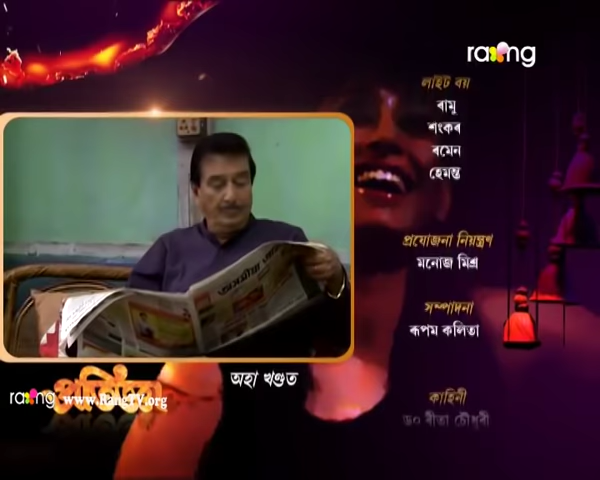 rang
লাইট বয়
ৰামু
শংকৰ
ৰমেন
হেমন্ত
প্ৰযোজনা নিয়ন্ত্ৰণ
মনোজ মিশ্ৰ
সম্পাদনা
ৰূপম কলিতা
কাহিনী
ড০ ৰীতা চৌধুৰী
অহা খণ্ডত
rang
www.RangTV.org